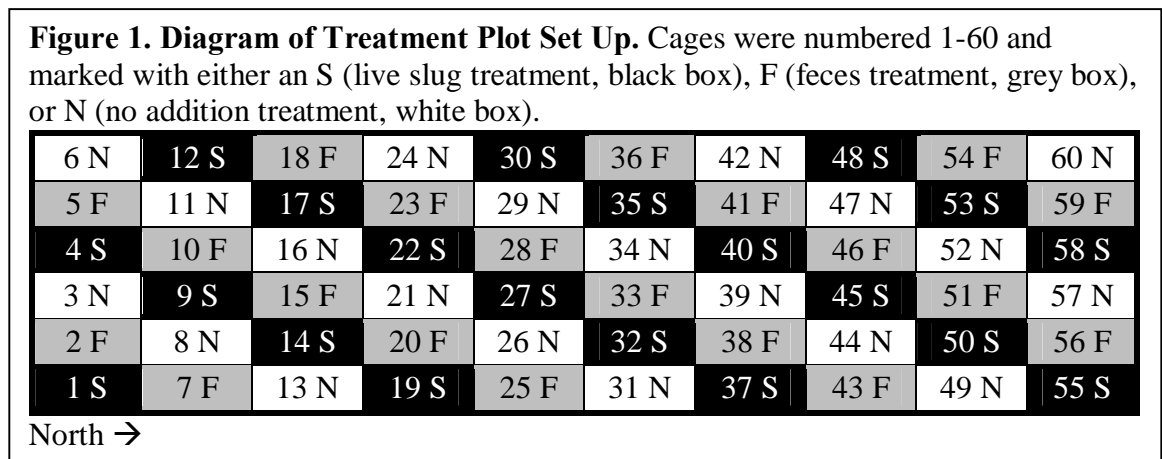 Figure 1. Diagram of Treatment Plot Set Up. Cages were numbered 1-60 and
marked with either an S (live slug treatment, black box), F (feces treatment, grey box),
or N (no addition treatment, white box).
6 N 12 S 18 F 24 N 30 S 36 F 42 N 48 S 54 F 60 N
5 F 11 N 17 S 23 F 29 N 35 S 41 F 47 N 53 S 59 F
4 S 10 F 16 N 22 S 28 F 34 N 40 S 46 F 52 N 58 S
3 N 9 S 15 F 21 N 27 S 33 F 39 N 45 S 51 F 57 N
2 F 8 N 14 S 20 F 26 N 32 S 38 F 44 N 50 S 56 F
1 S 7 F 13 N 19 S 25 F 31 N 37 S 43 F 49 N 55 S
North →